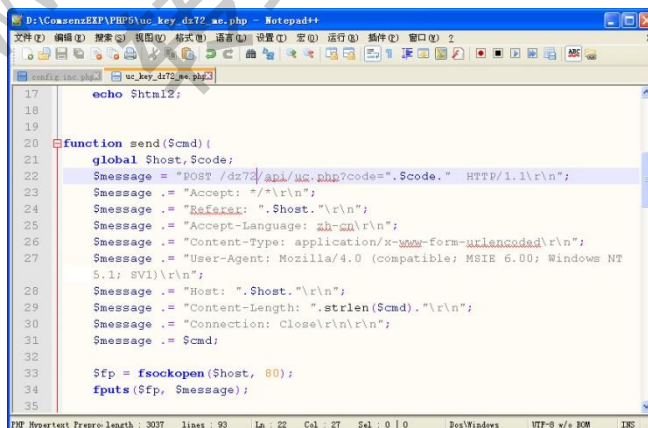 D:\ComsenzEXP\PHP5\uc_key_dz72_me.php - Notepad++
文件(F) 编辑(E) 搜索(S) 视图(V) 格式(M) 语言(L) 设置(T) 宏(O) 运行(R) 插件(P) 窗口(W) ?
config.inc.php uc_key_dz72_me.php
17 echo $html2;
18
19
20 function send($cmd){
21 global $host,$code;
22 $message = "POST /dz72/api/uc.php?code=".$code."  HTTP/1.1\r\n";
23 $message .= "Accept: */*\r\n";
24 $message .= "Referer: ".$host."\r\n";
25 $message .= "Accept-Language: zh-cn\r\n";
26 $message .= "Content-Type: application/x-www-form-urlencoded\r\n";
27 $message .= "User-Agent: Mozilla/4.0 (compatible; MSIE 6.00; Windows NT
5.1; SV1)\r\n";
28 $message .= "Host: ".$host."\r\n";
29 $message .= "Content-Length: ".strlen($cmd)."\r\n";
30 $message .= "Connection: Close\r\n\r\n";
31 $message .= $cmd;
32
33 $fp = fsockopen($host, 80);
34 fputs($fp, $message);
35
PHP Hypertext Prepro length : 3037 lines : 93 Ln : 22 Col : 27 Sel : 0 | 0 Dos\Windows UTF-8 w/o BOM INS